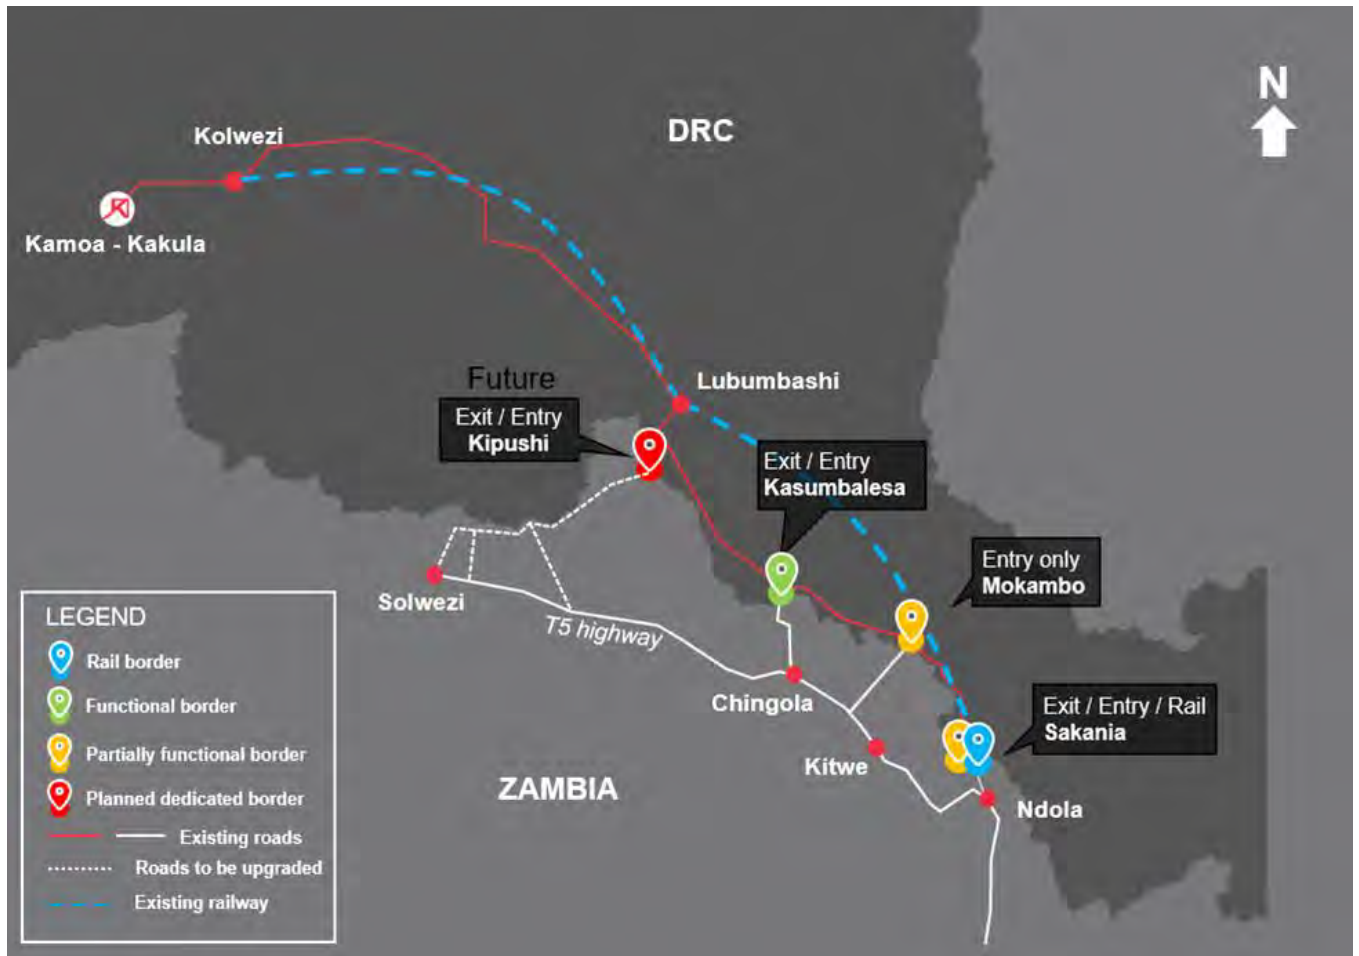 N
DRC
Kolwezi
Kamoa - Kakula
Future
Exit / Entry
Kipushi
Lubumbashi
Exit / Entry
Kasumbalesa
Entry only
Mokambo
Solwezi
T5 highway
Chingola
Exit / Entry / Rail
Sakania
Kitwe
ZAMBIA
Ndola
LEGEND
Rail border
Functional border
Partially functional border
Planned dedicated border
Existing roads
Roads to be upgraded
Existing railway